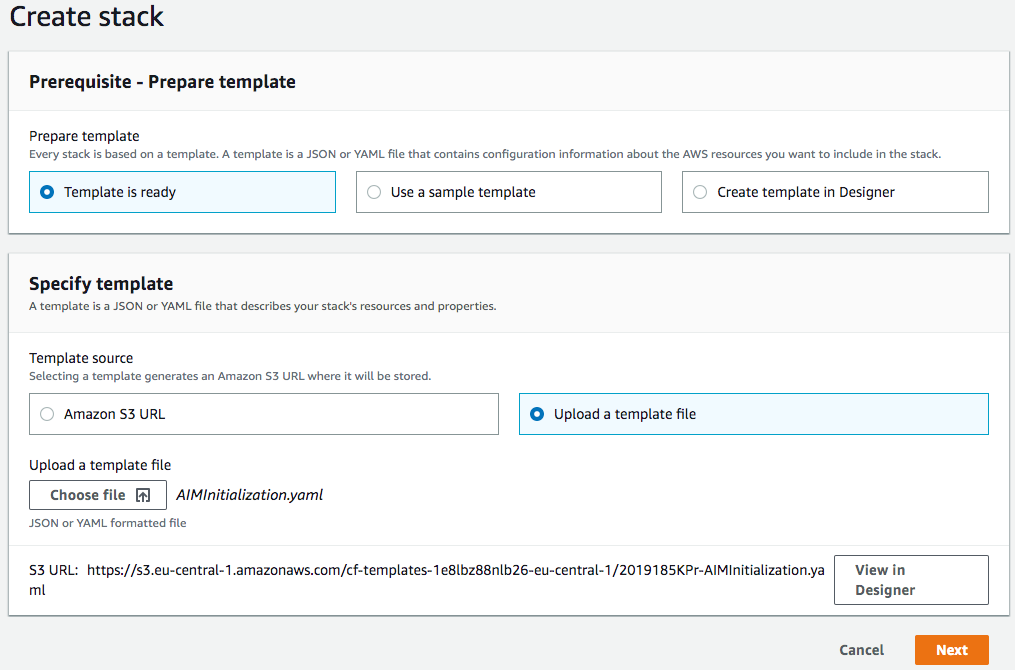 Create stack
Prerequisite - Prepare template
Prepare template
Every stack is based on a template. A template is a JSON or YAML file that contains configuration information about the AWS resources you want to include in the stack.
Template is ready
Use a sample template
Create template in Designer
Specify template
A template is a JSON or YAML file that describes your stack's resources and properties.
Template source
Selecting a template generates an Amazon S3 URL where it will be stored.
Amazon S3 URL
Upload a template file
Upload a template file
Choose file
AIMInitialization.yaml
JSON or YAML formatted file
S3 URL: https://s3.eu-central-1.amazonaws.com/cf-templates-1e8lbz88nlb26-eu-central-1/2019185KPr-AIMInitialization.ya
ml
View in
Designer
Cancel
Next